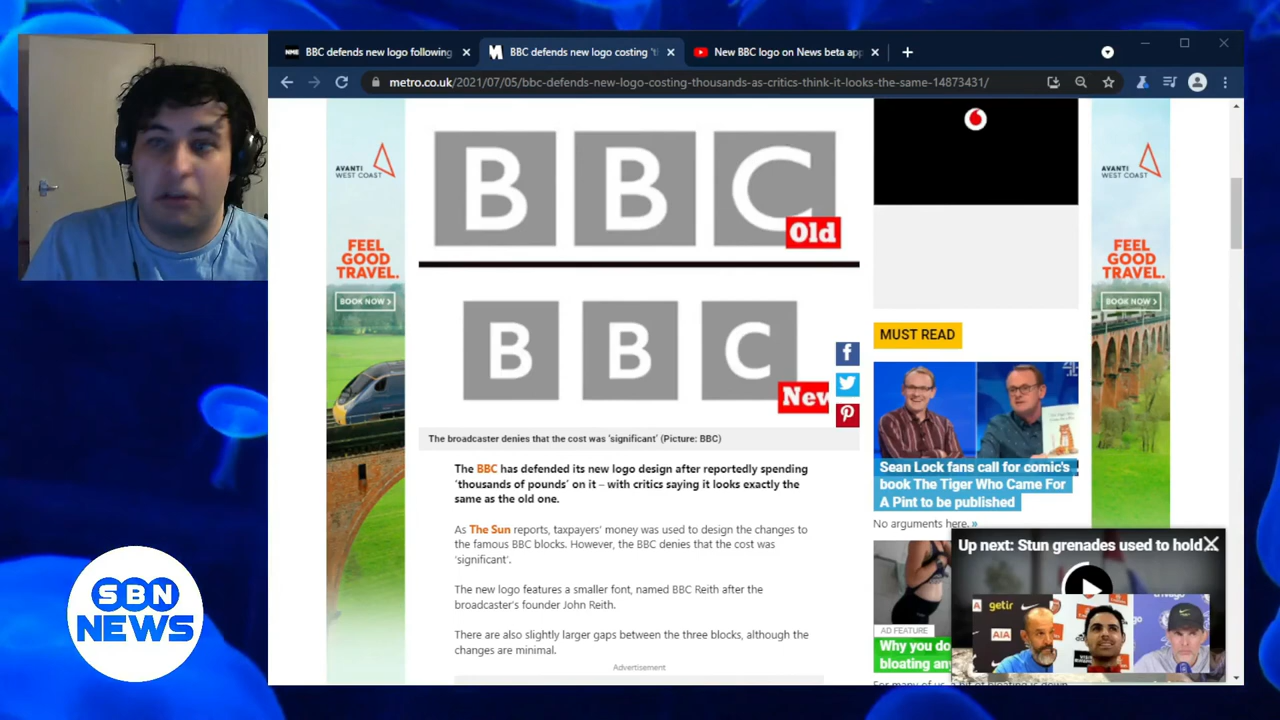 BBC defends new logo following
BBC defends new logo costing 't
New BBC logo on News beta app
metro.co.uk/2021/07/05/bbc-defends-new-logo-costing-thousands-as-critics-think-it-looks-the-same-14873431/
AVANTI
WEST COAST
FEEL
GOOD
TRAVEL.
BOOK NOW >
B B C
Old
B B C
New
The broadcaster denies that the cost was 'significant' (Picture: BBC)
The BBC has defended its new logo design after reportedly spending
'thousands of pounds' on it – with critics saying it looks exactly the
same as the old one.
As The Sun reports, taxpayers' money was used to design the changes to
the famous BBC blocks. However, the BBC denies that the cost was
'significant'.
The new logo features a smaller font, named BBC Reith after the
broadcaster's founder John Reith.
There are also slightly larger gaps between the three blocks, although the
changes are minimal.
Advertisement
MUST READ
Sean Lock fans call for comic's
book The Tiger Who Came For
A Pint to be published
No arguments here. »
Up next: Stun grenades used to hold
getir
AIA
AD FEATURE
Why you do
bloating any
AVANTI
WEST COAST
FEEL
GOOD
TRAVEL.
BOOK NOW >
SBN
NEWS